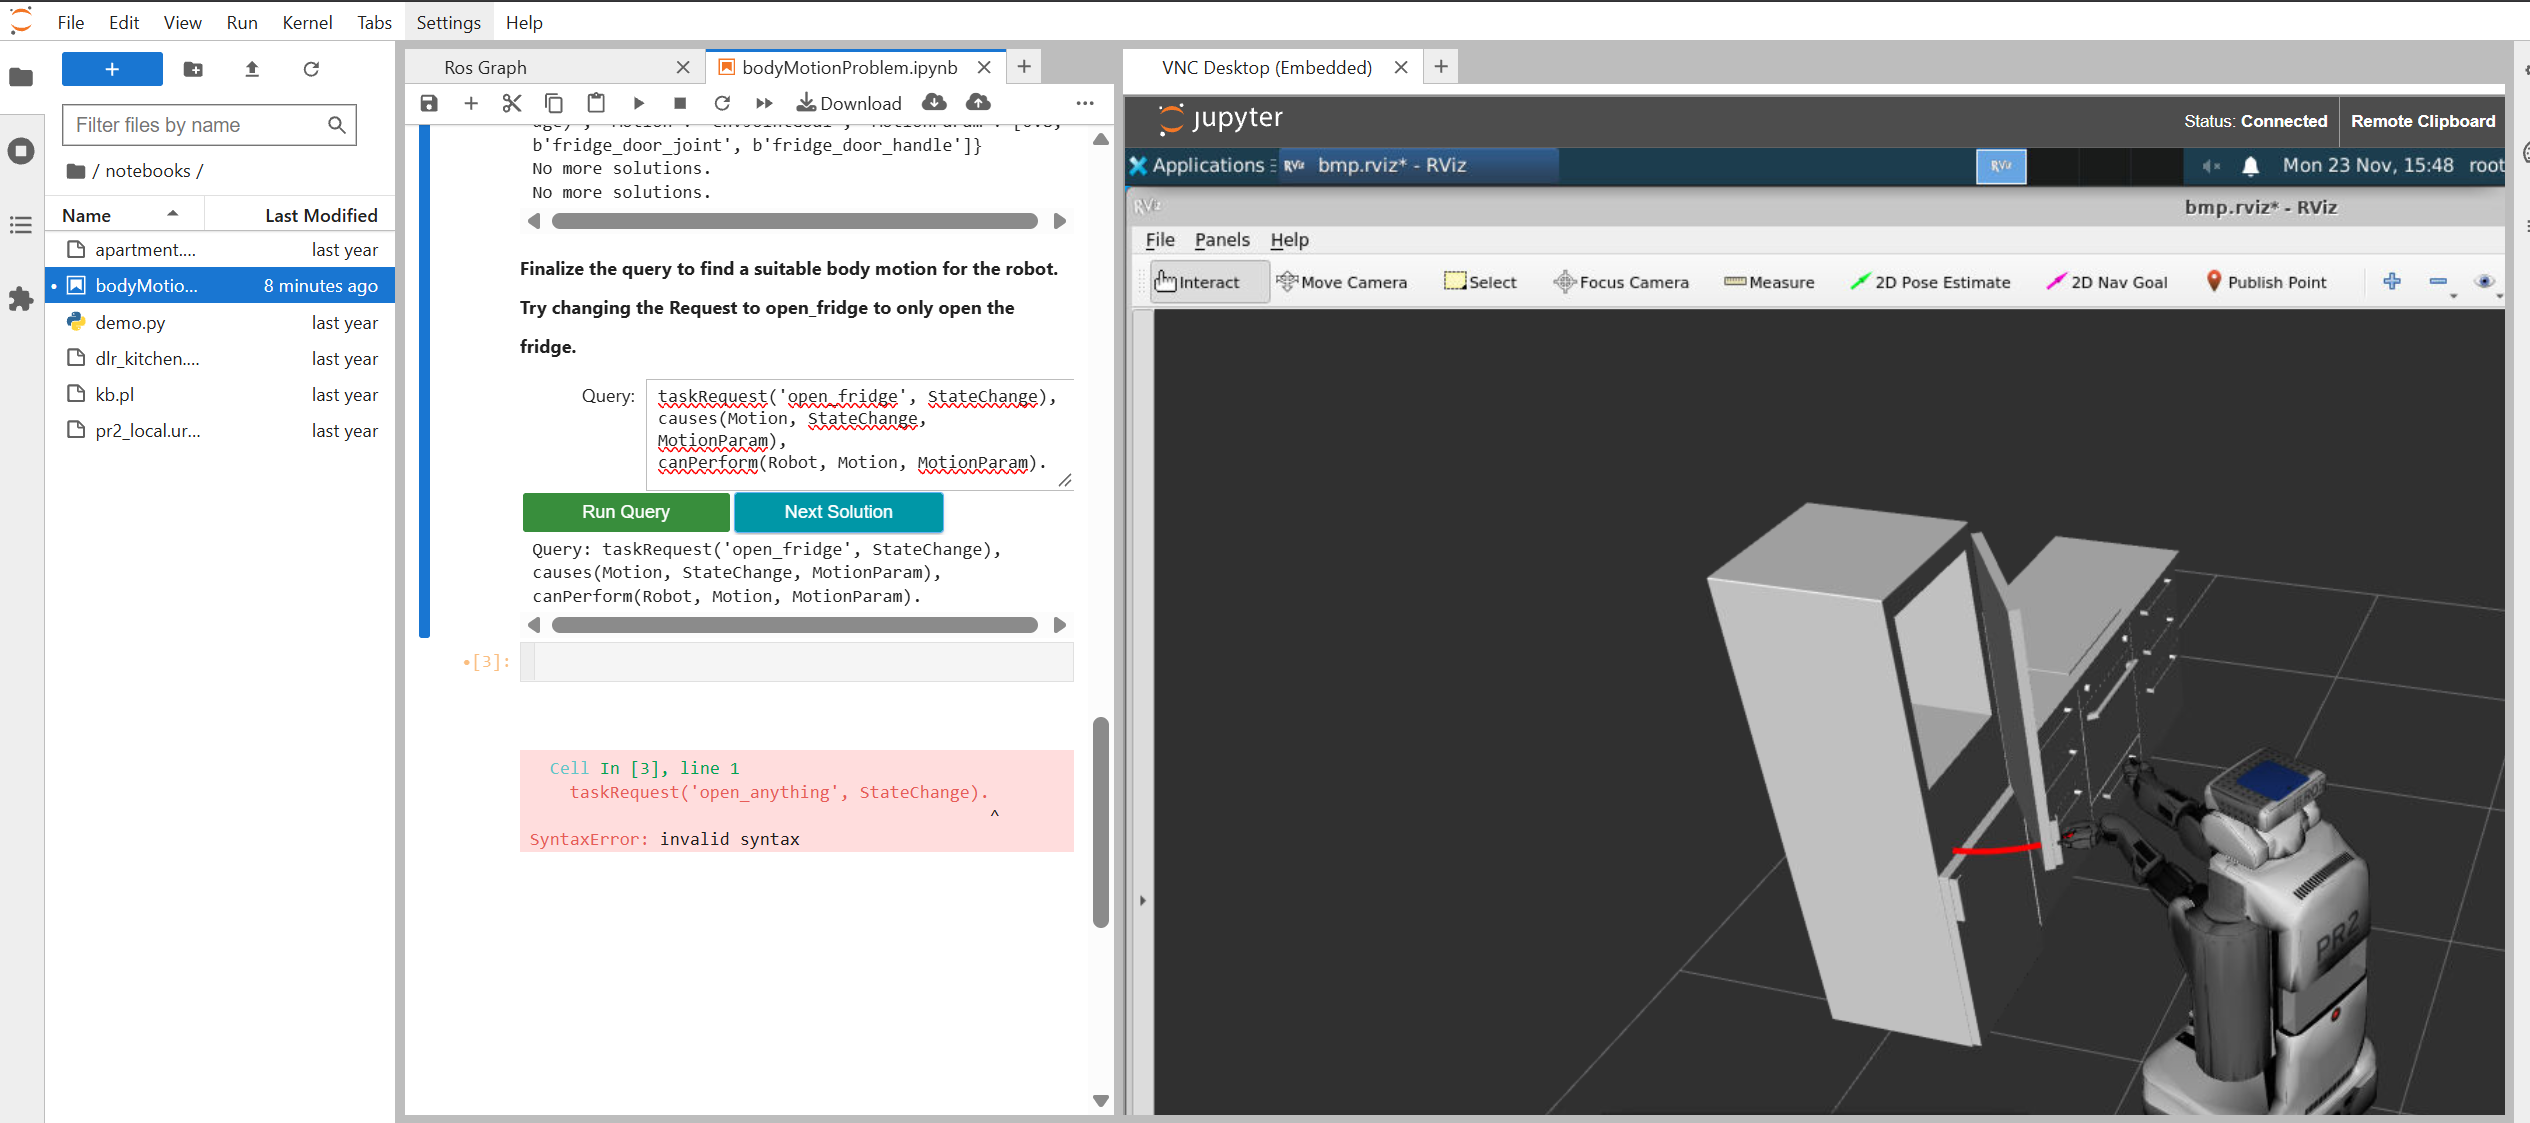 File Edit View Run Kernel Tabs Settings Help
Ros Graph
bodyMotionProblem.ipynb
VNC Desktop (Embedded)
+
Download
Filter files by name
/ notebooks /
Name Last Modified
apartment.... last year
bodyMotio... 8 minutes ago
demo.py last year
dlr_kitchen.... last year
kb.pl last year
pr2_local.ur... last year
b'fridge_door_joint', b'fridge_door_handle']}
No more solutions.
No more solutions.
Finalize the query to find a suitable body motion for the robot.
Try changing the Request to open_fridge to only open the
fridge.
Query:
taskRequest('open_fridge', StateChange),
causes(Motion, StateChange,
MotionParam),
canPerform(Robot, Motion, MotionParam).
Run Query Next Solution
Query: taskRequest('open_fridge', StateChange),
causes(Motion, StateChange, MotionParam),
canPerform(Robot, Motion, MotionParam).
[3]:
Cell In [3], line 1
taskRequest('open_anything', StateChange).
^
SyntaxError: invalid syntax
jupyter
Status: Connected Remote Clipboard
Applications RViz bmp.rviz* - RViz RViz Mon 23 Nov, 15:48 root
RViz bmp.rviz* - RViz
File Panels Help
Interact Move Camera Select Focus Camera Measure 2D Pose Estimate 2D Nav Goal Publish Point
PR2